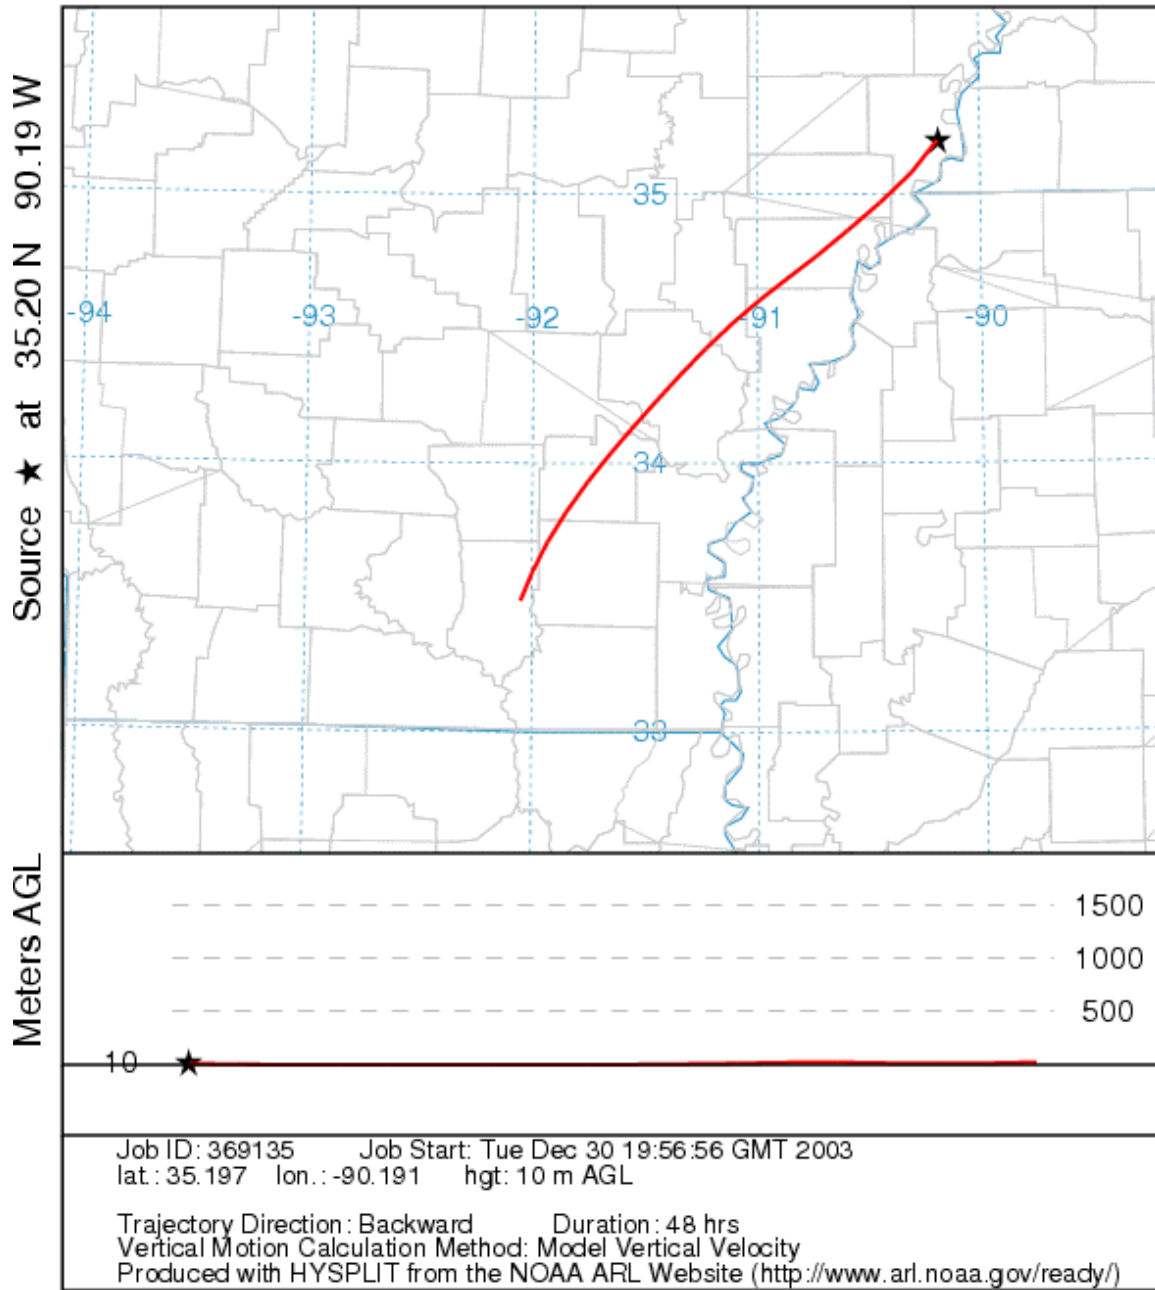 Source ★ at 35.20 N 90.19 W
35
-94
-93
-92
-91
-90
34
33
Meters AGL
1500
1000
500
10
Job ID: 369135 Job Start: Tue Dec 30 19:56:56 GMT 2003
lat.: 35.197 lon.: -90.191 hgt: 10 m AGL
Trajectory Direction: Backward Duration: 48 hrs
Vertical Motion Calculation Method: Model Vertical Velocity
Produced with HYSPLIT from the NOAA ARL Website (http://www.arl.noaa.gov/ready/)